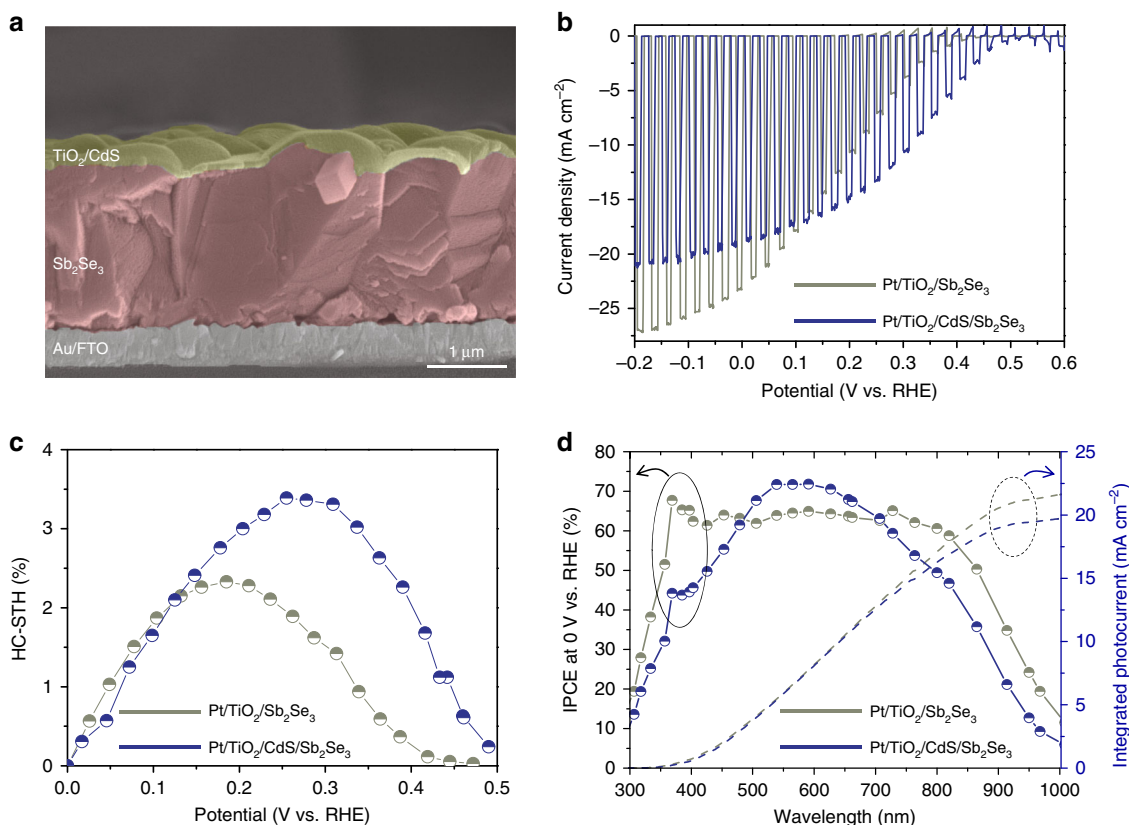 a
TiO₂/CdS
Sb₂Se₃
Au/FTO
1 μm
b
0
−5
−10
−15
−20
−25
Current density (mA cm⁻²)
Pt/TiO₂/Sb₂Se₃
Pt/TiO₂/CdS/Sb₂Se₃
−0.2 −0.1 0.0 0.1 0.2 0.3 0.4 0.5 0.6
Potential (V vs. RHE)
c
4
3
2
1
0
HC-STH (%)
Pt/TiO₂/Sb₂Se₃
Pt/TiO₂/CdS/Sb₂Se₃
0.0 0.1 0.2 0.3 0.4 0.5
Potential (V vs. RHE)
d
80
70
60
50
40
30
20
10
0
IPCE at 0 V vs. RHE (%)
Pt/TiO₂/Sb₂Se₃
Pt/TiO₂/CdS/Sb₂Se₃
25
20
15
10
5
0
Integrated photocurrent (mA cm⁻²)
300 400 500 600 700 800 900 1000
Wavelength (nm)